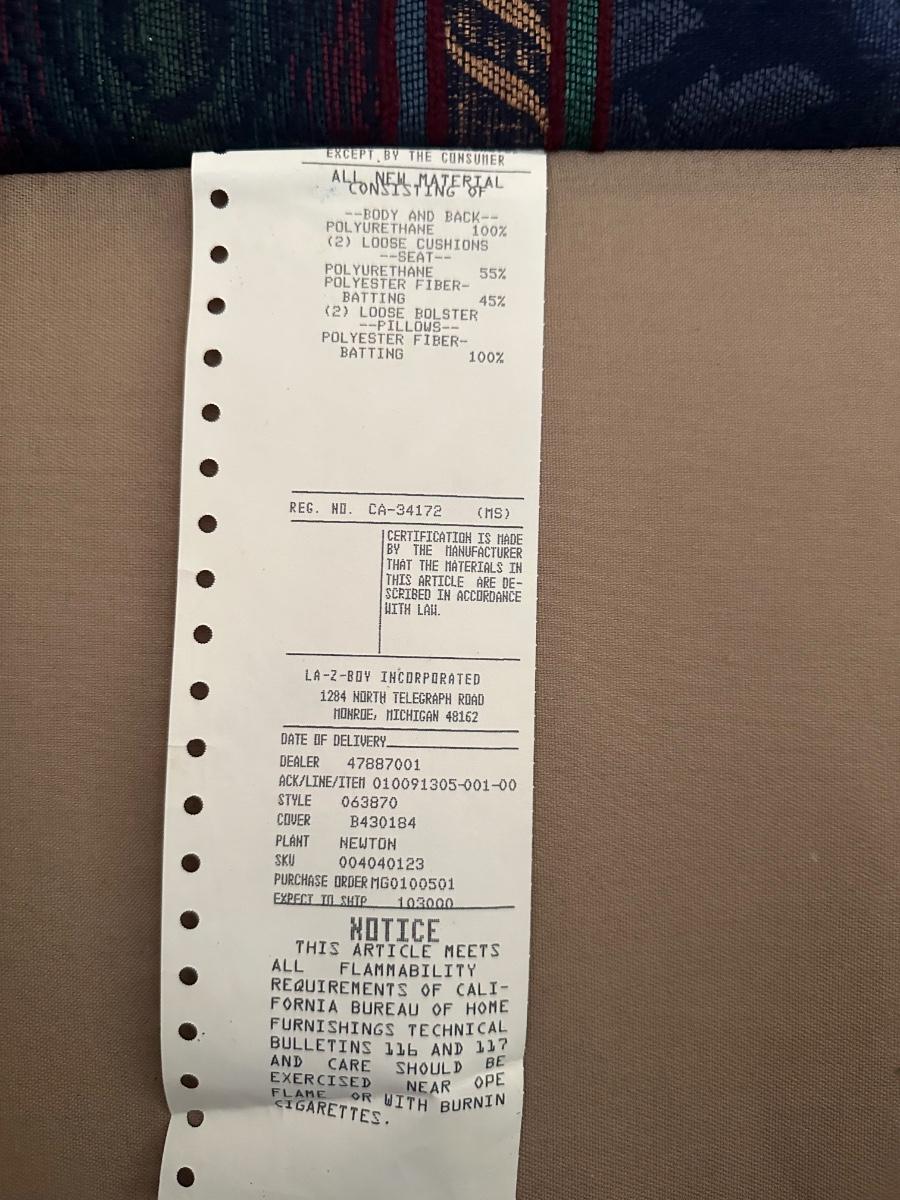 EXCEPT BY THE CONSUMER
ALL NEW MATERIAL
CONSISTING OF
--BODY AND BACK--
POLYURETHANE 100%
(2) LOOSE CUSHIONS
--SEAT--
POLYURETHANE 55%
POLYESTER FIBER-
BATTING 45%
(2) LOOSE BOLSTER
--PILLOWS--
POLYESTER FIBER-
BATTING 100%
REG. NO. CA-34172 (MS)
CERTIFICATION IS MADE
BY THE MANUFACTURER
THAT THE MATERIALS IN
THIS ARTICLE ARE DE-
SCRIBED IN ACCORDANCE
WITH LAW.
LA-Z-BOY INCORPORATED
1284 NORTH TELEGRAPH ROAD
MONROE, MICHIGAN 48162
DATE OF DELIVERY
DEALER 47887001
ACK/LINE/ITEM 010091305-001-00
STYLE 063870
COVER B430184
PLANT NEWTON
SKU 004040123
PURCHASE ORDER MG0100501
EXPECT TO SHIP 103000
NOTICE
THIS ARTICLE MEETS
ALL FLAMMABILITY
REQUIREMENTS OF CALI-
FORNIA BUREAU OF HOME
FURNISHINGS TECHNICAL
BULLETINS 116 AND 117
AND CARE SHOULD BE
EXERCISED NEAR OPE
FLAME OR WITH BURNIN
CIGARETTES.